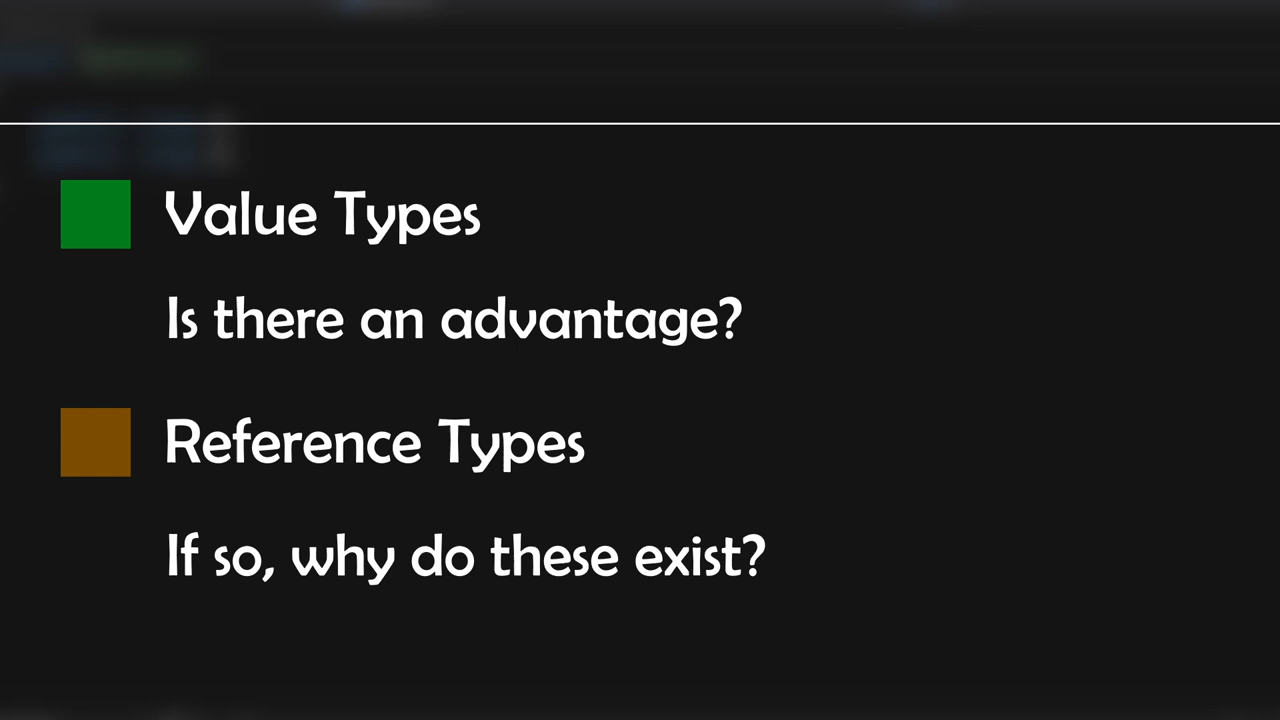 Value Types
Is there an advantage?
Reference Types
If so, why do these exist?